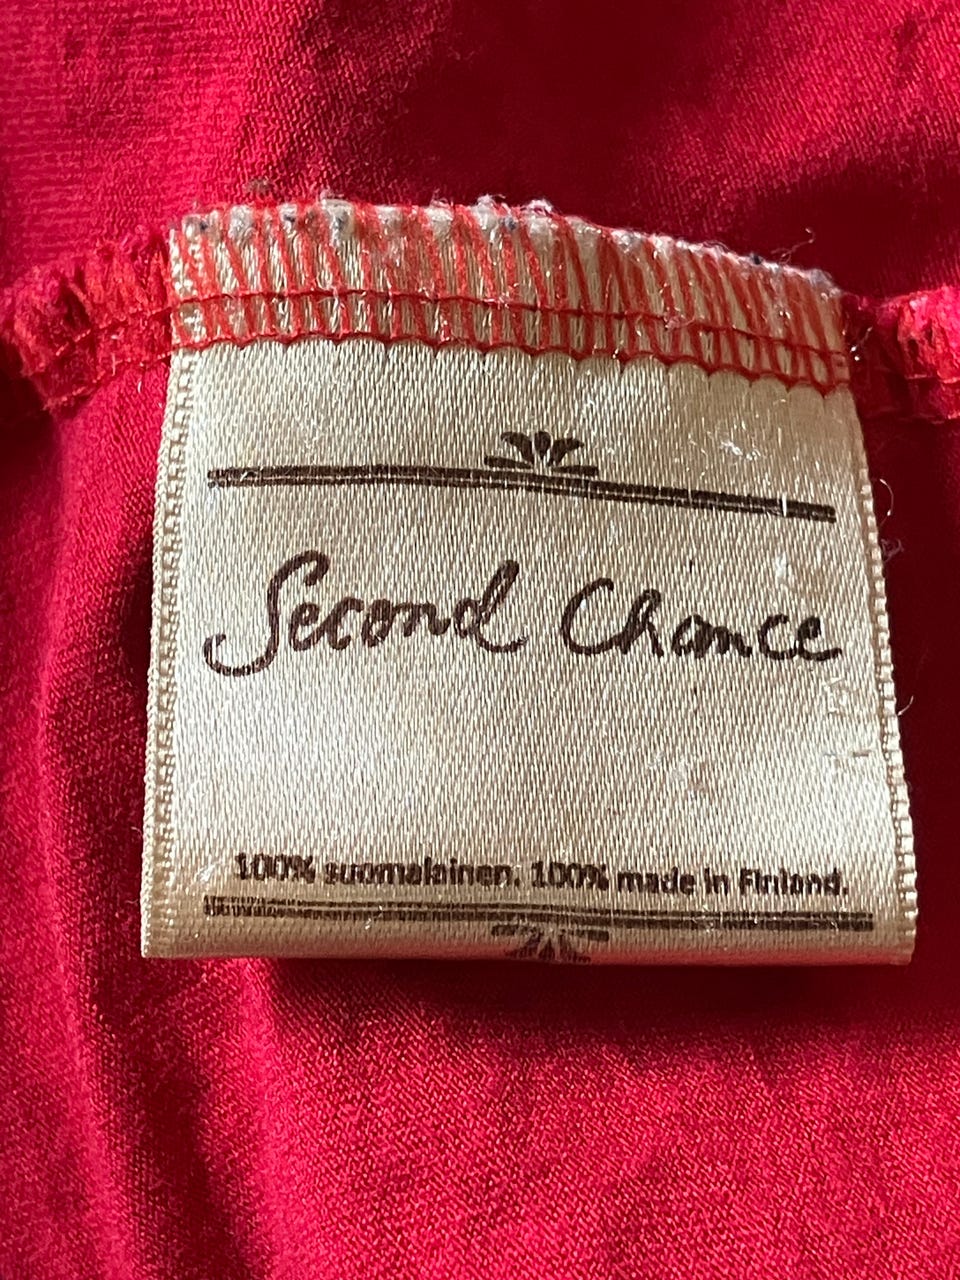 Second Chance
100% suomalainen. 100% made in Finland.